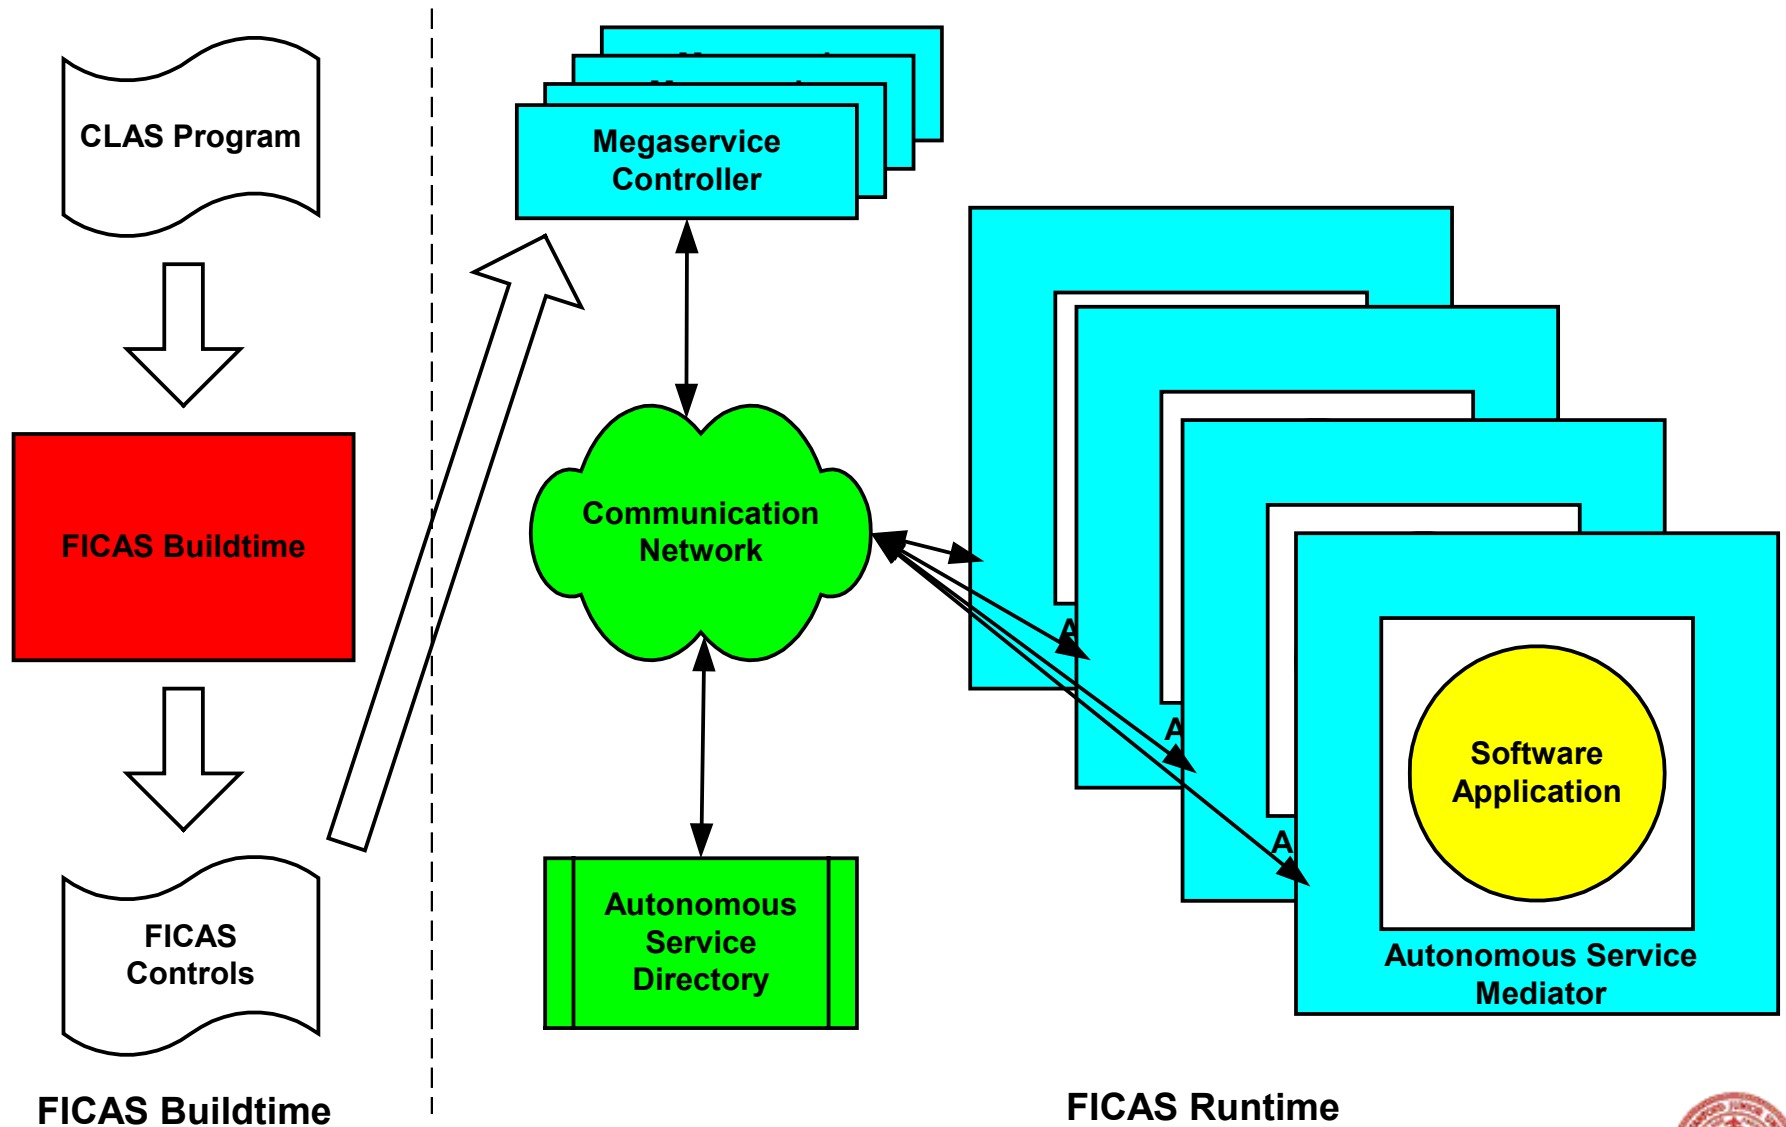 CLAS Program
Megaservice
Controller
FICAS Buildtime
Communication
Network
A
A
A
Software
Application
FICAS
Controls
Autonomous
Service
Directory
Autonomous Service
Mediator
FICAS Buildtime
FICAS Runtime